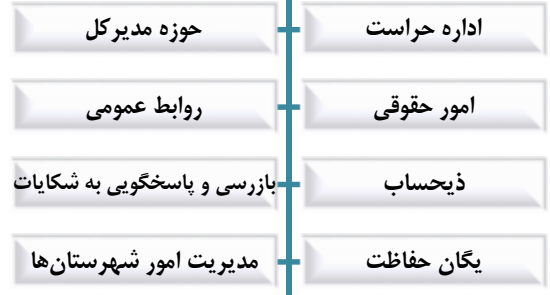 اداره حراست
حوزه مدیرکل
امور حقوقی
روابط عمومی
ذیحساب
بازرسی و پاسخگویی به شکایات
یگان حفاظت
مدیریت امور شهرستان‌ها